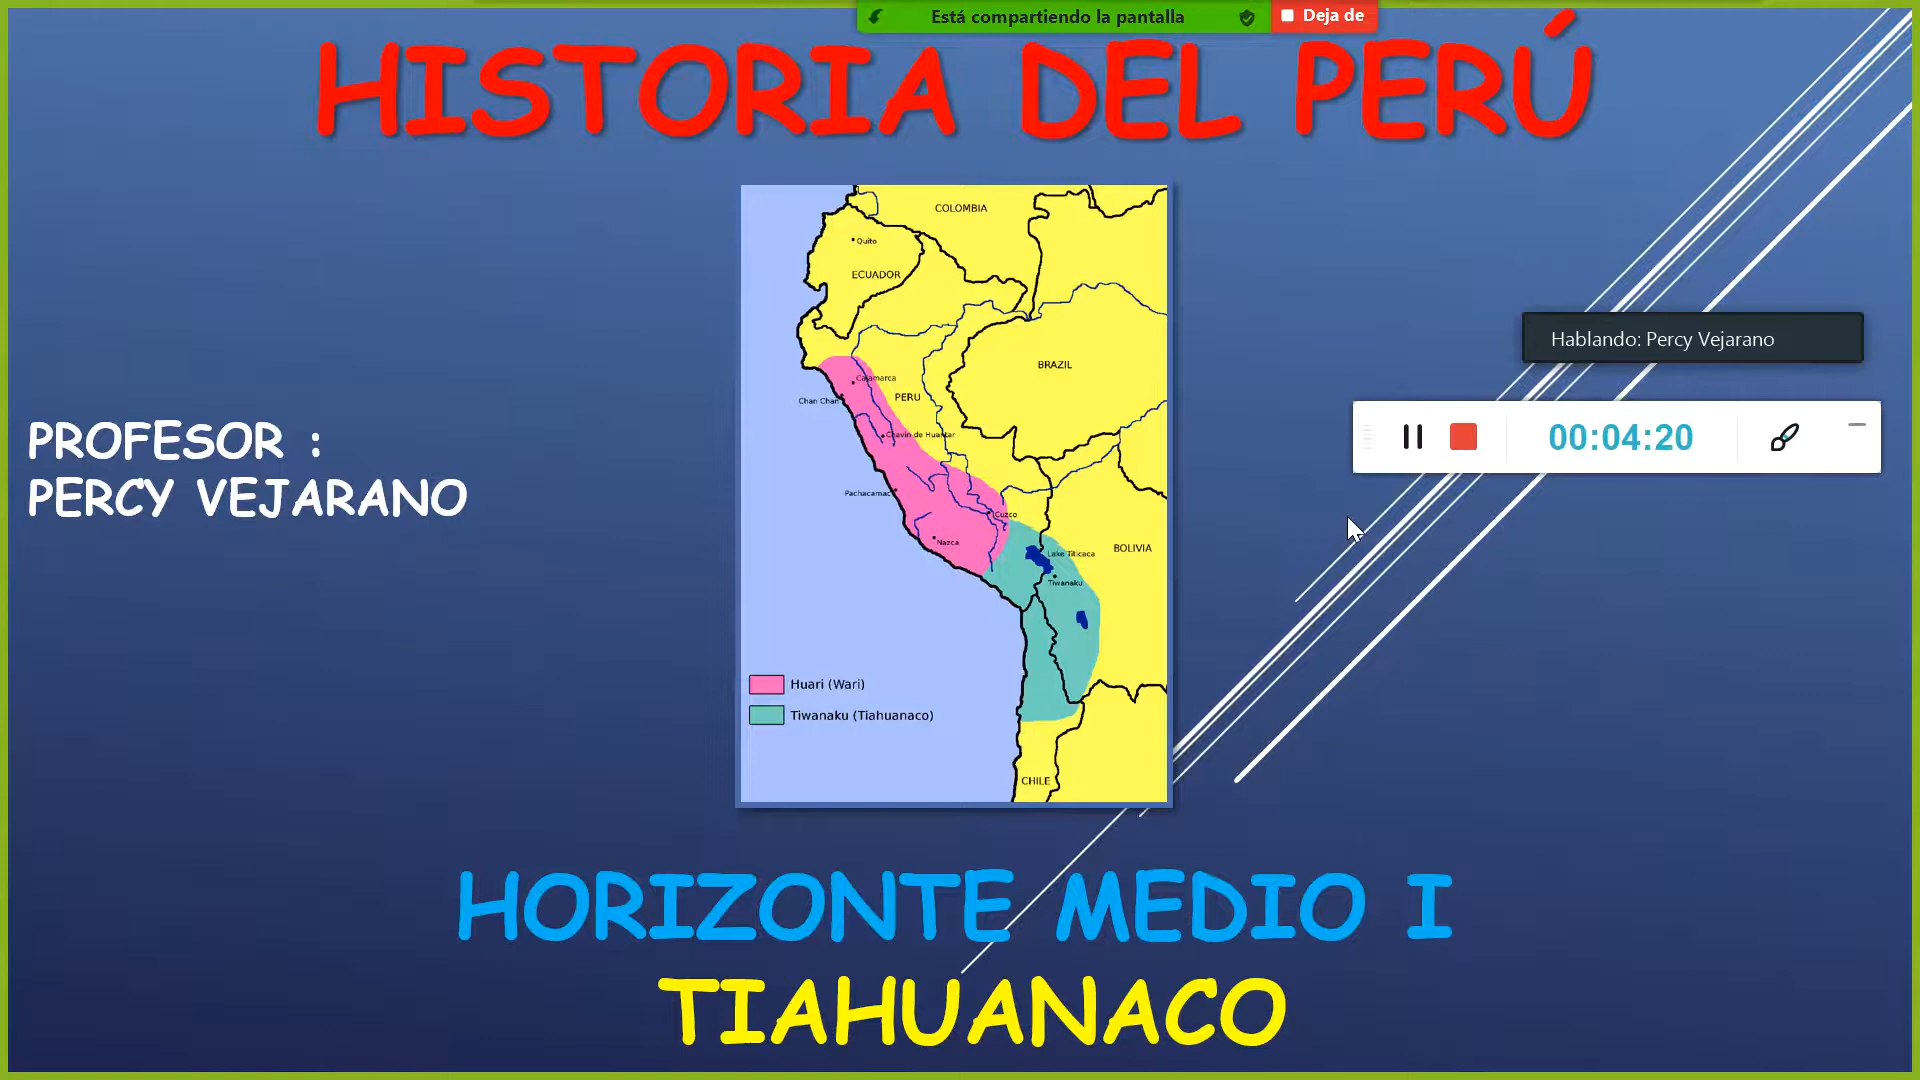 Está compartiendo la pantalla
Deja de
HISTORIA DEL PERÚ
COLOMBIA
Quito
ECUADOR
BRAZIL
Cajamarca
PERU
Chan Chan
Chavin de Huantar
Pachacamac
Cuzco
Nazca
Lake Titicaca
BOLIVIA
Tiwanaku
Huari (Wari)
Tiwanaku (Tiahuanaco)
CHILE
Hablando: Percy Vejarano
00:04:20
PROFESOR :
PERCY VEJARANO
HORIZONTE MEDIO I
TIAHUANACO